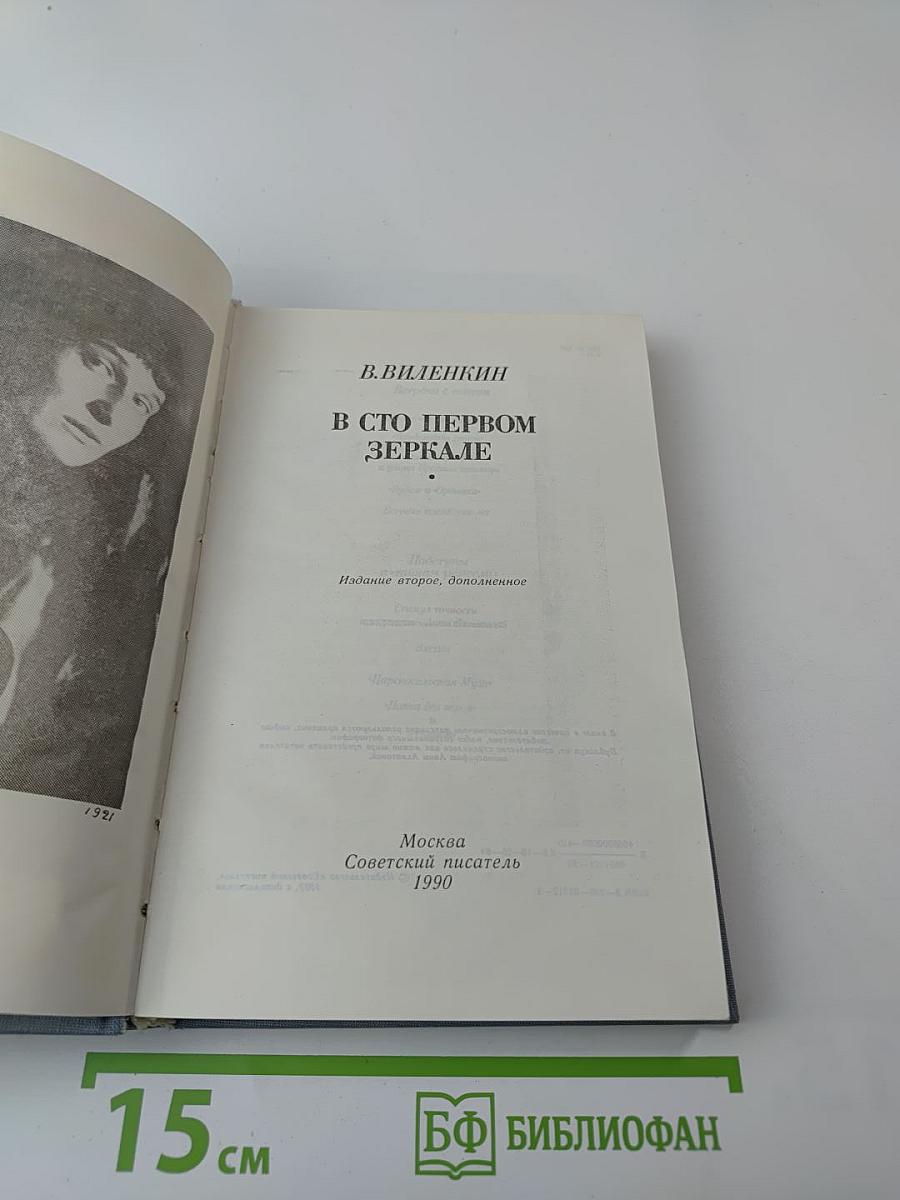 В. ВИЛЕНКИН
В СТО ПЕРВОМ
ЗЕРКАЛЕ
Издание второе, дополненное
Москва
Советский писатель
1990
1921
15 см
БФ БИБЛИОФАН